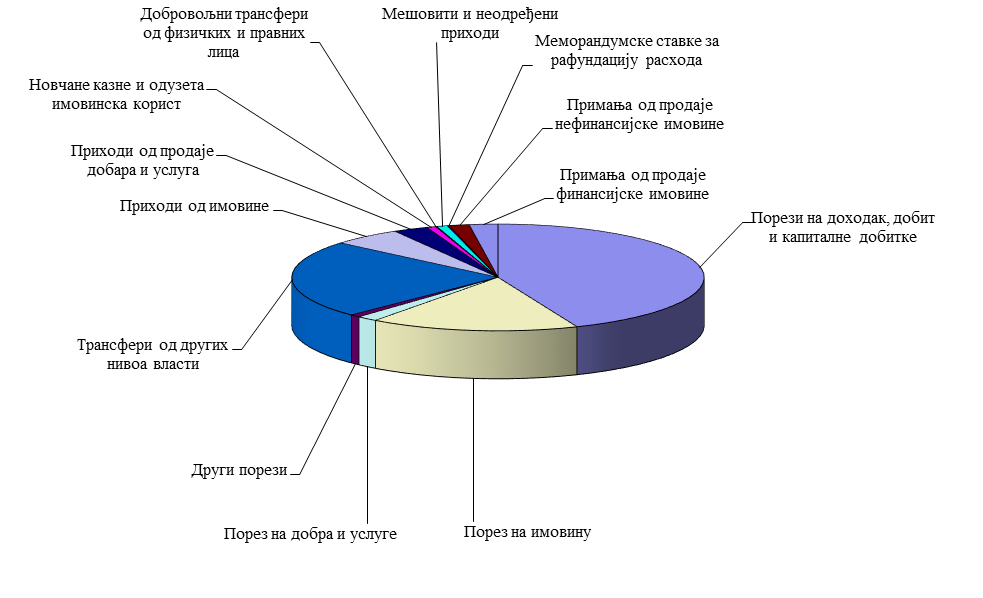 Добровољни трансфери
од физичких и правних
лица
Мешовити и неодређени
приходи
Меморандумске ставке за
рафундацију расхода
Новчане казне и одузета
имовинска корист
Примања од продаје
нефинансијске имовине
Приходи од продаје
добара и услуга
Примања од продаје
финансијске имовине
Приходи од имовине
Порези на доходак, добит
и капиталне добитке
Трансфери од других
нивоа власти
Други порези
Порез на добра и услуге
Порез на имовину